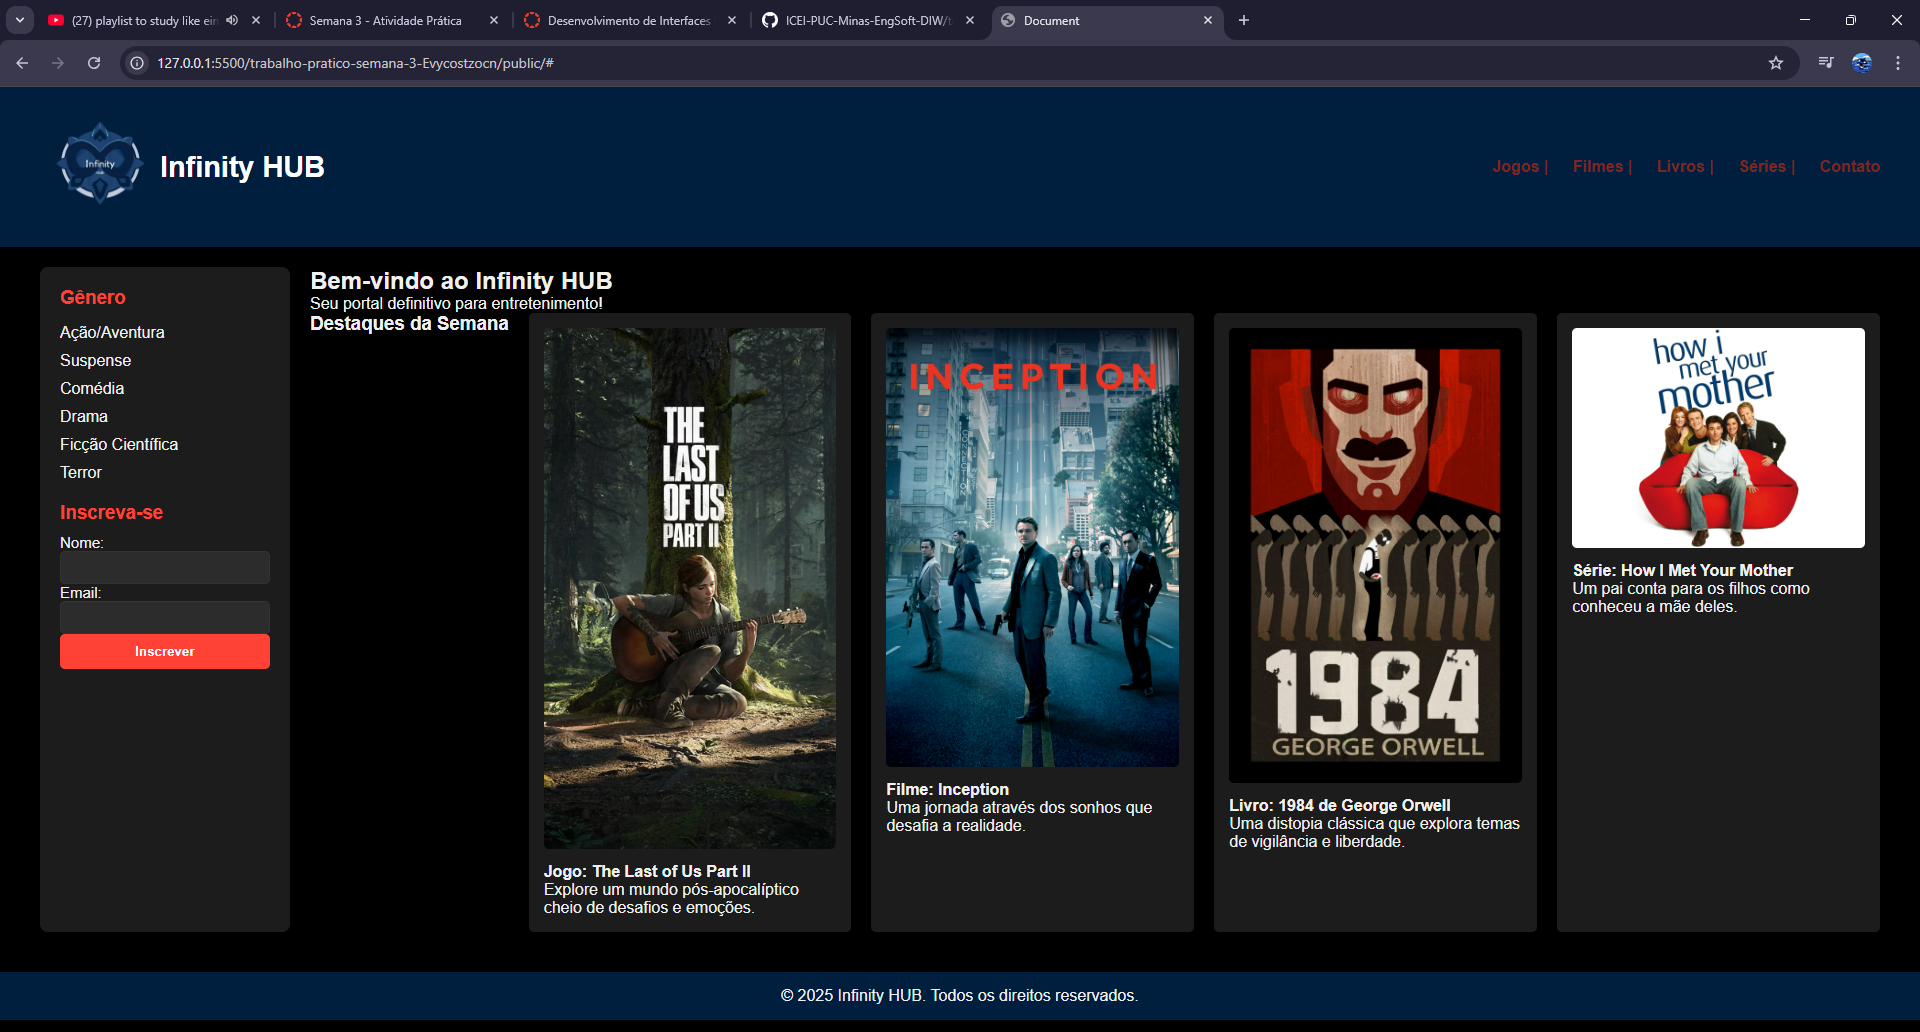 (27) playlist to study like ein
Semana 3 - Atividade Prática
Desenvolvimento de Interfaces
ICEI-PUC-Minas-EngSoft-DIW/t
Document
127.0.0.1:5500/trabalho-pratico-semana-3-Evycostzocn/public/#
Infinity
Infinity HUB
Jogos |
Filmes |
Livros |
Séries |
Contato
Gênero
Ação/Aventura
Suspense
Comédia
Drama
Ficção Científica
Terror
Inscreva-se
Nome:
Email:
Inscrever
Bem-vindo ao Infinity HUB
Seu portal definitivo para entretenimento!
Destaques da Semana
THE
LAST
OF US
PART II
Jogo: The Last of Us Part II
Explore um mundo pós-apocalíptico
cheio de desafios e emoções.
INCEPTION
Filme: Inception
Uma jornada através dos sonhos que
desafia a realidade.
1984
GEORGE ORWELL
Livro: 1984 de George Orwell
Uma distopia clássica que explora temas
de vigilância e liberdade.
how i
met your
mother
Série: How I Met Your Mother
Um pai conta para os filhos como
conheceu a mãe deles.
© 2025 Infinity HUB. Todos os direitos reservados.